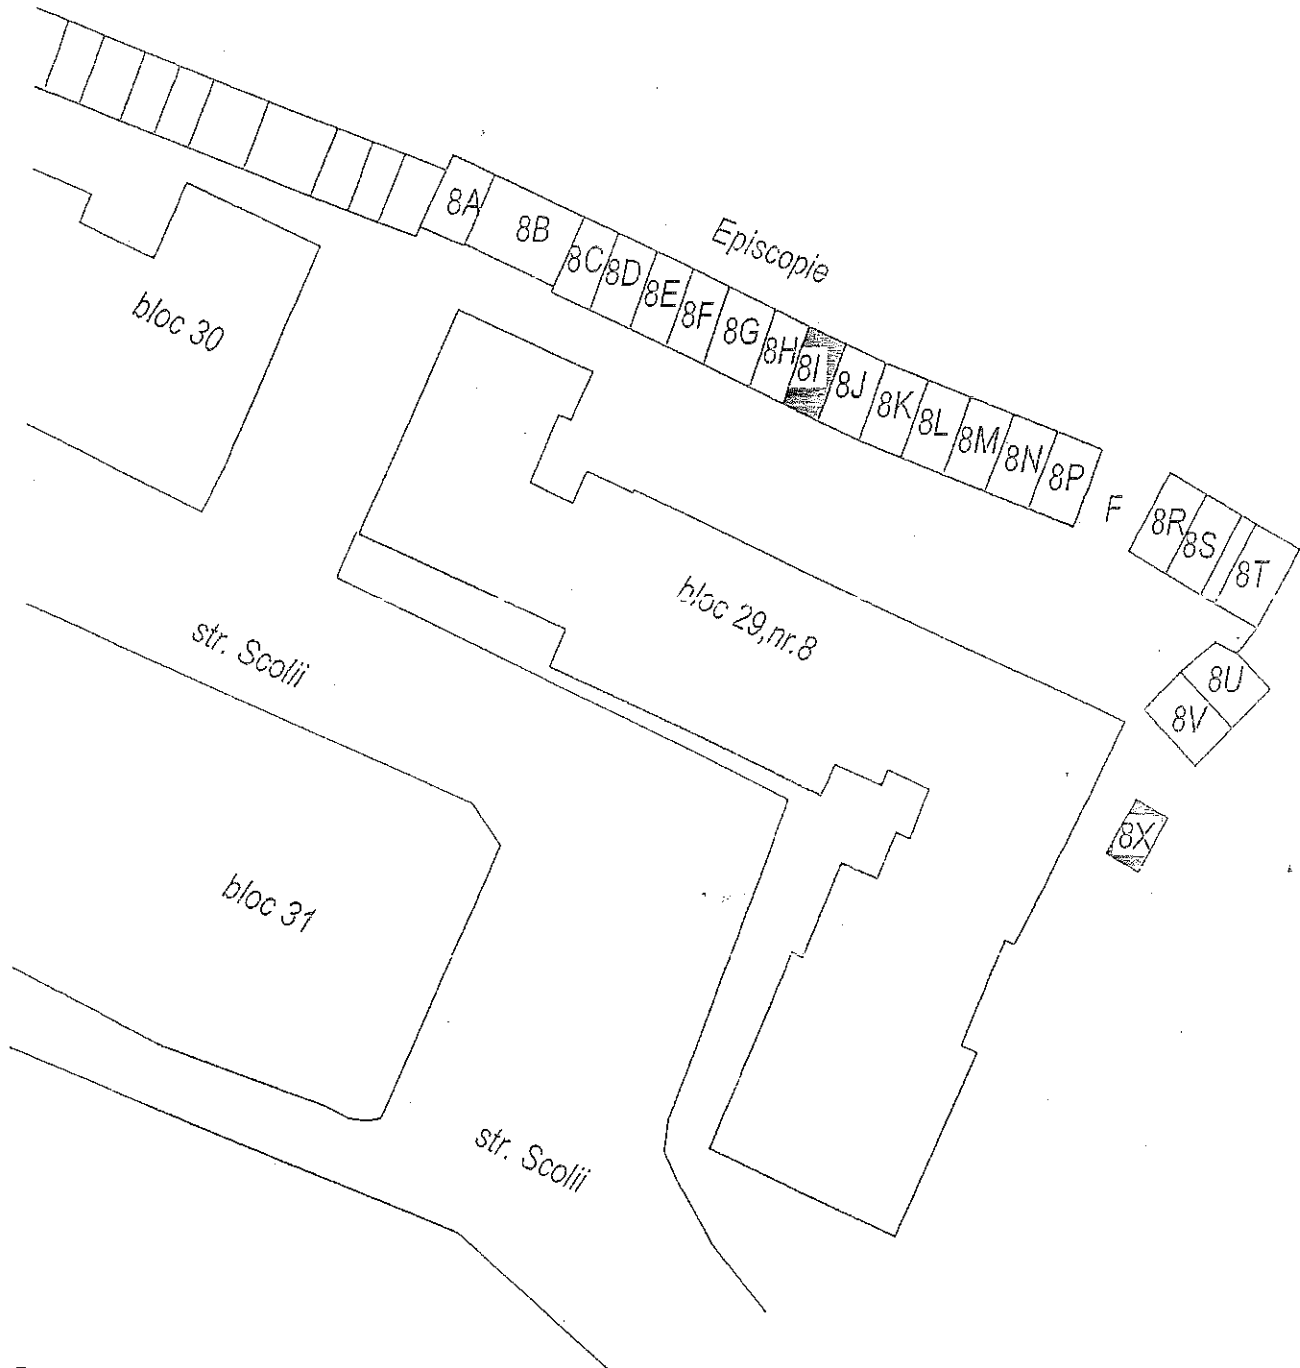 8A
8B
Episcopie
8C
8D
8E
8F
8G
8H
8I
8J
8K
8L
8M
8N
8P
F
8R
8S
8T
bloc 30
bloc 29,nr.8
str. Scolii
8U
8V
8X
bloc 31
str. Scolii